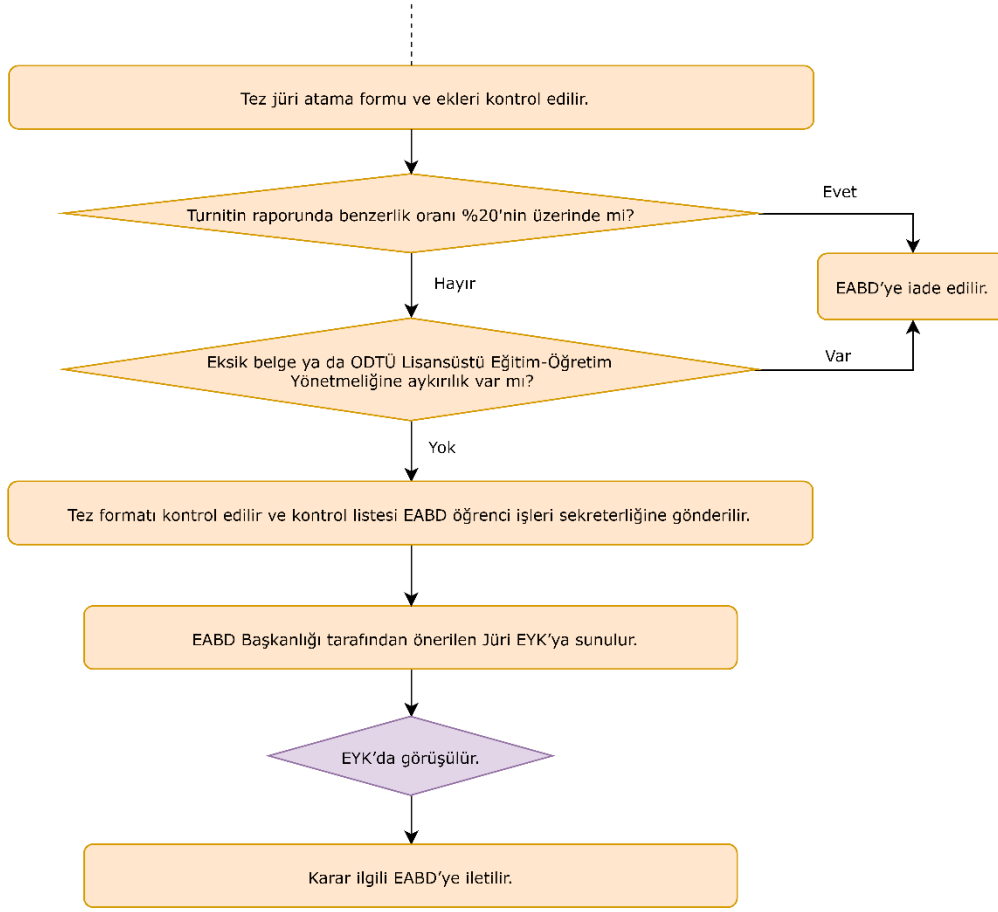 Tez jüri atama formu ve ekleri kontrol edilir.
Turnitin raporunda benzerlik oranı %20’nin üzerinde mi?
Evet
EABD’ye iade edilir.
Hayır
Eksik belge ya da ODTÜ Lisansüstü Eğitim-Öğretim
Yönetmeliğine aykırılık var mı?
Var
Yok
Tez formatı kontrol edilir ve kontrol listesi EABD öğrenci işleri sekreterliğine gönderilir.
EABD Başkanlığı tarafından önerilen Jüri EYK’ya sunulur.
EYK’da görüşülür.
Karar ilgili EABD’ye iletilir.